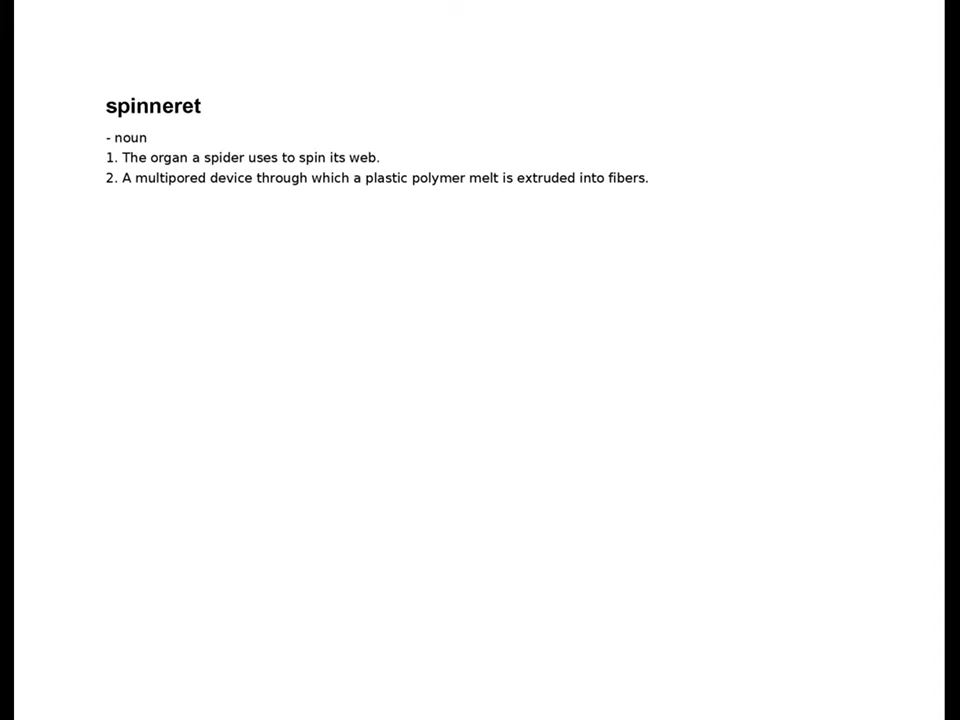 spinneret
- noun
1. The organ a spider uses to spin its web.
2. A multipored device through which a plastic polymer melt is extruded into fibers.